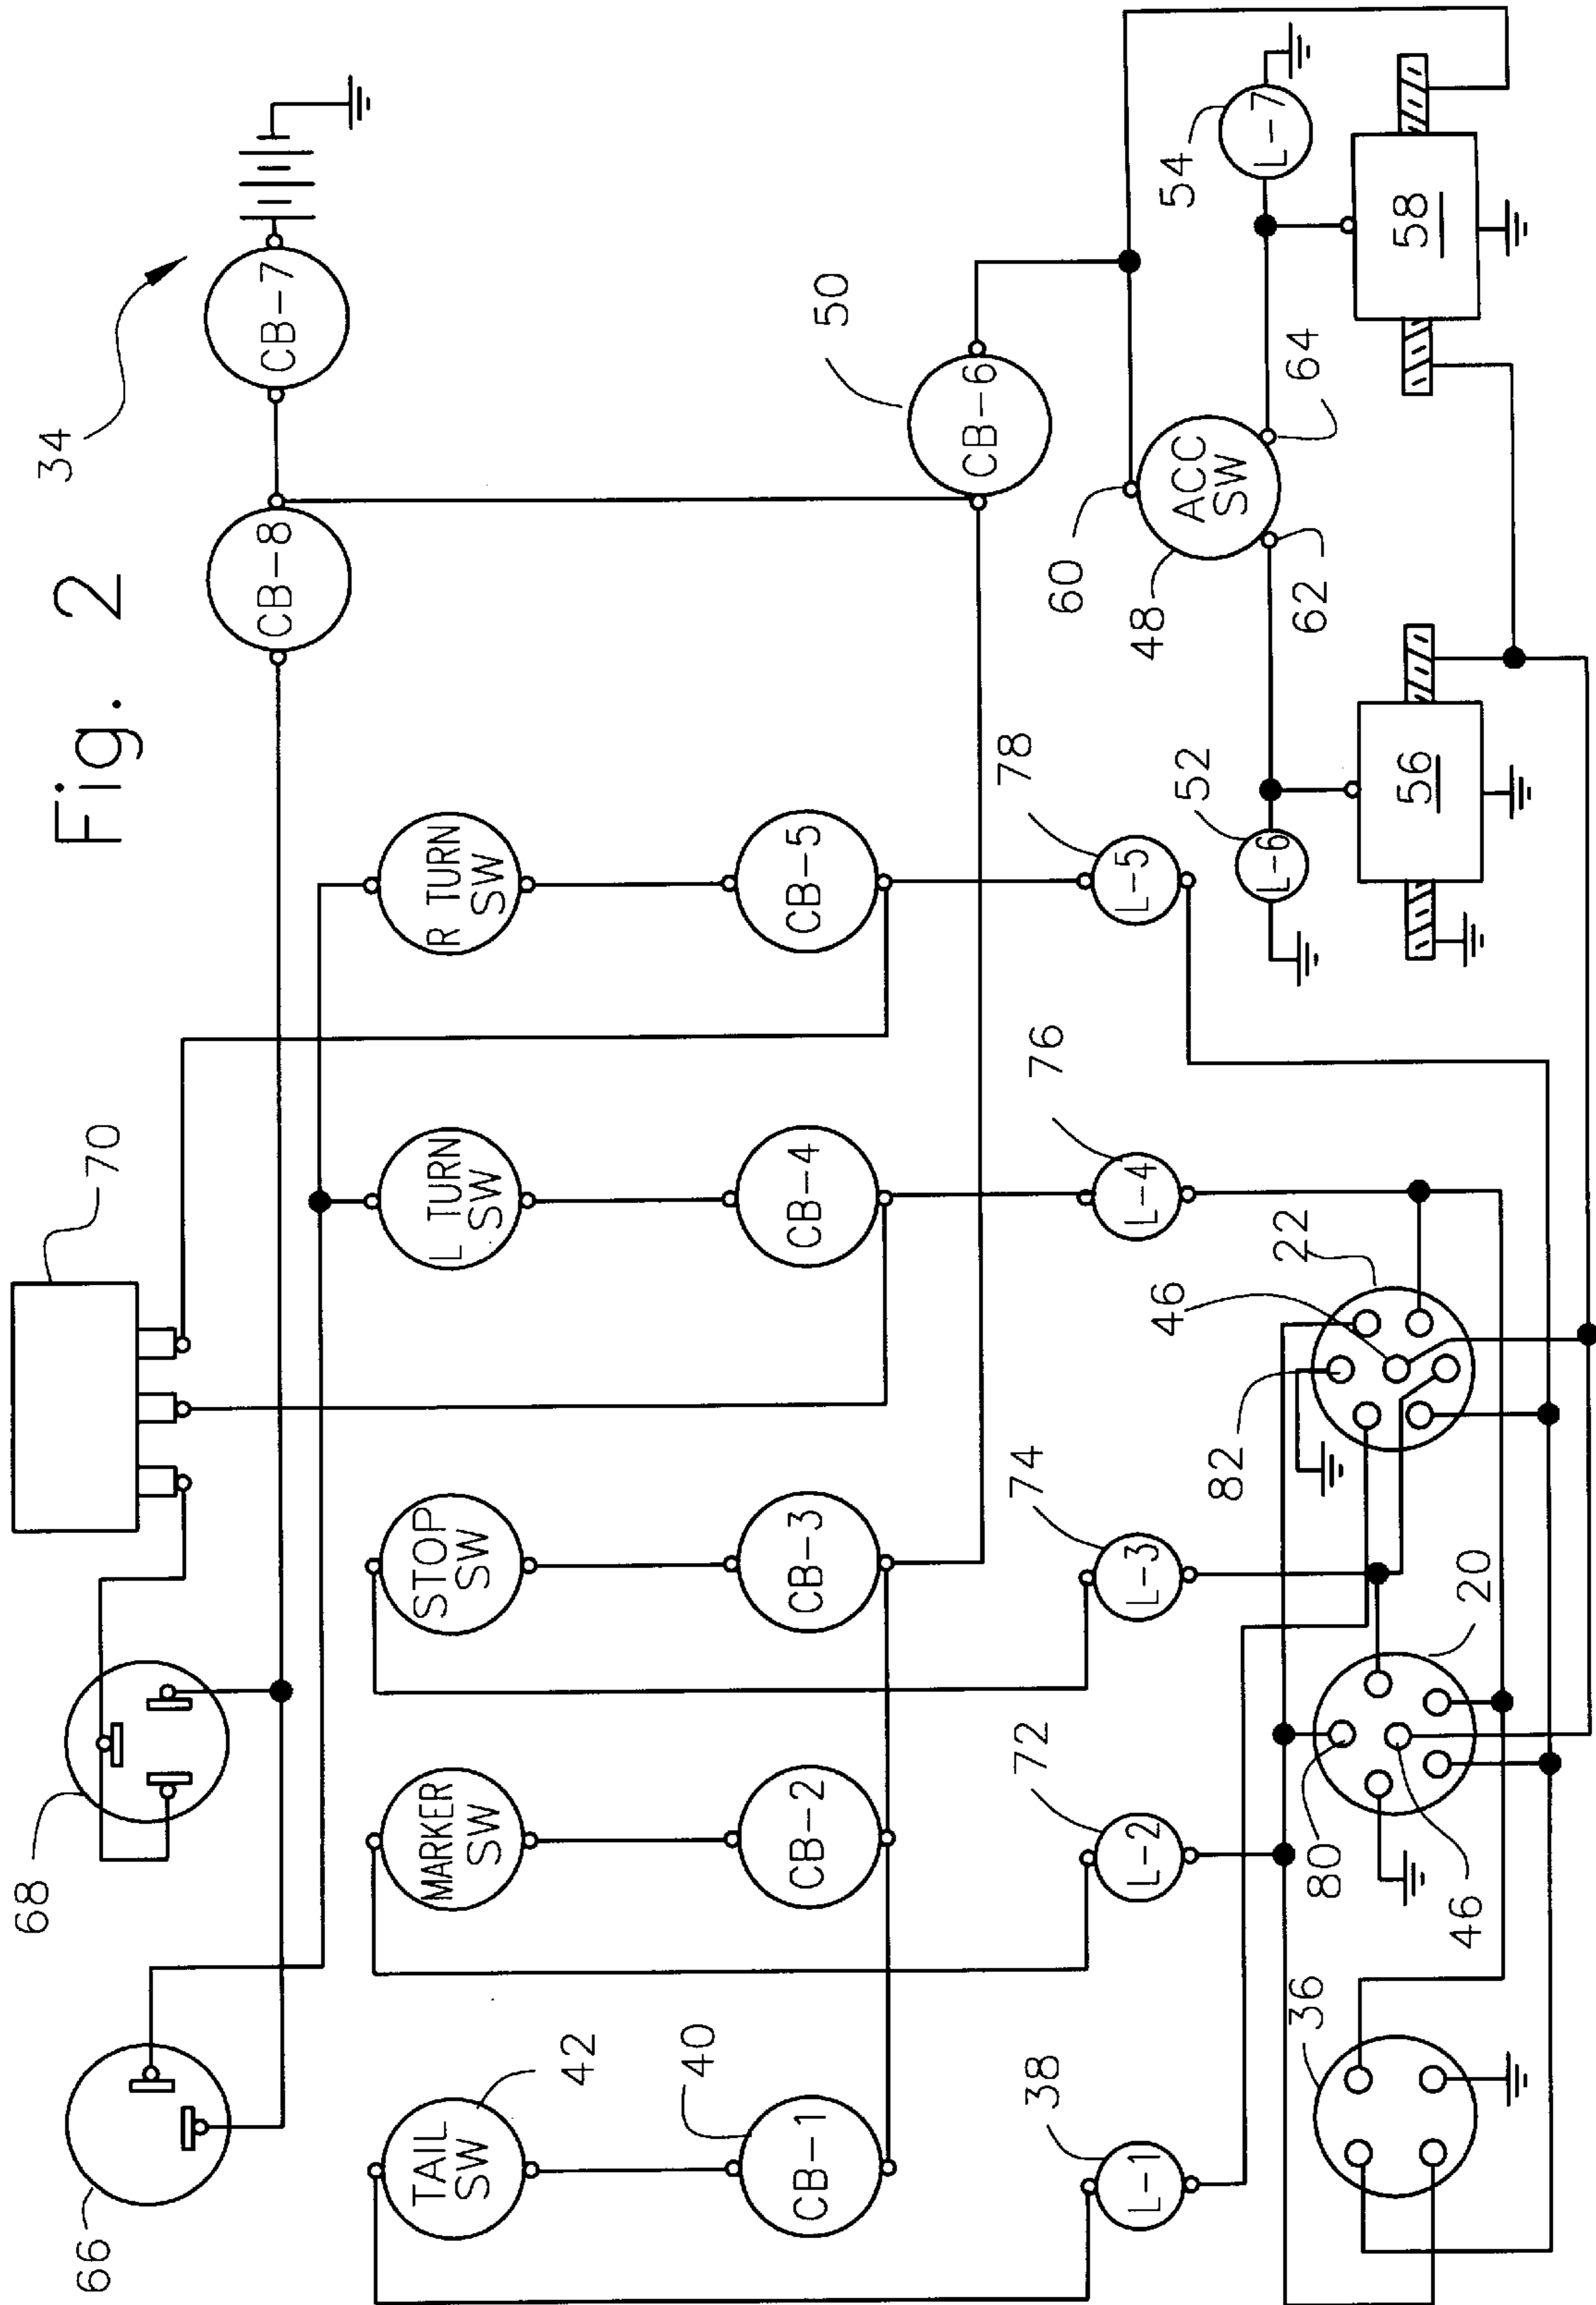 Fig. 2
34
66
68
70
CB-8
CB-7
TAIL
SW
42
MARKER
SW
STOP
SW
L TURN
SW
R TURN
SW
CB-1
40
CB-2
CB-3
CB-4
CB-5
CB-6
50
L-1
38
L-2
72
L-3
74
L-4
76
L-5
78
60
ACC
SW
48
62
64
L-6
52
L-7
54
36
80
46
20
82
46
22
56
58